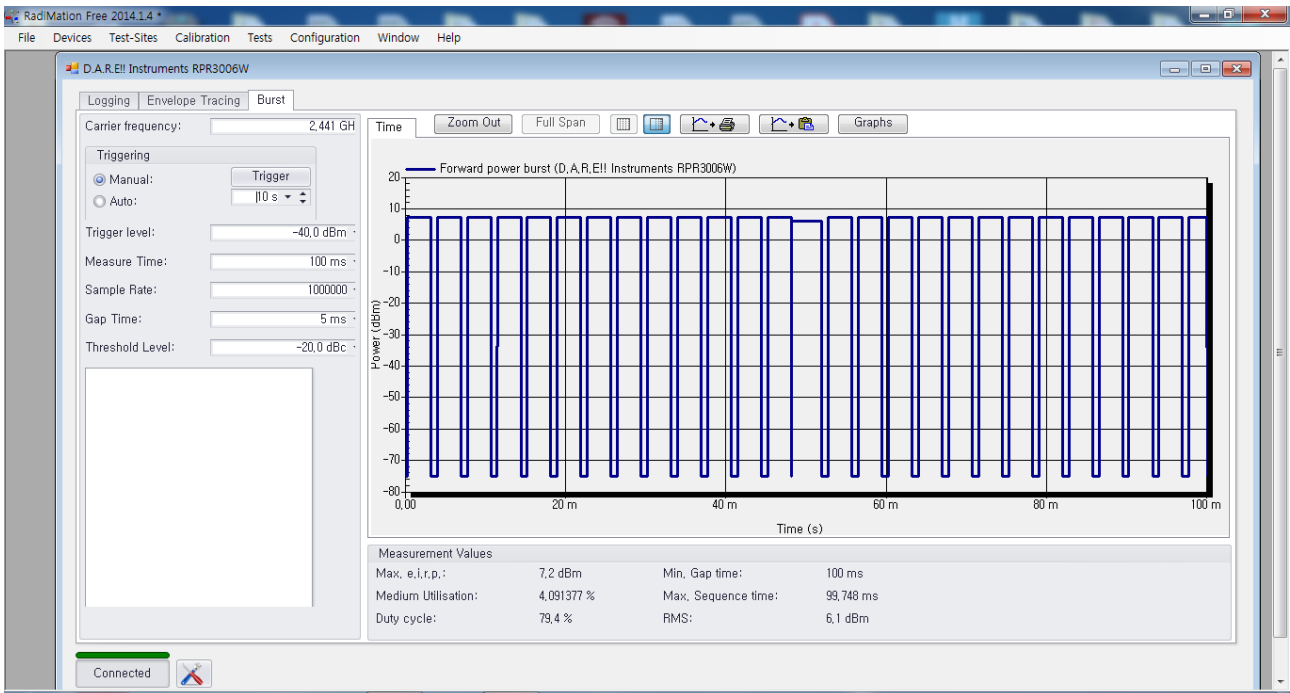 RadiMation Free 2014.1.4 *
File Devices Test-Sites Calibration Tests Configuration Window Help
D.A.R.E!! Instruments RPR3006W
Logging Envelope Tracing Burst
Carrier frequency: 2,441 GH
Triggering
Manual: Trigger
Auto: 10 s
Trigger level: -40,0 dBm
Measure Time: 100 ms
Sample Rate: 1000000
Gap Time: 5 ms
Threshold Level: -20,0 dBc
Time Zoom Out Full Span Graphs
Forward power burst (D,A,R,E!! Instruments RPR3006W)
Power (dBm)
20
10
0
-10
-20
-30
-40
-50
-60
-70
-80
0,00 20 m 40 m 60 m 80 m 100 m
Time (s)
Measurement Values
Max, e,i,r,p,: 7,2 dBm Min, Gap time: 100 ms
Medium Utilisation: 4,091377 % Max, Sequence time: 99,748 ms
Duty cycle: 79,4 % RMS: 6,1 dBm
Connected